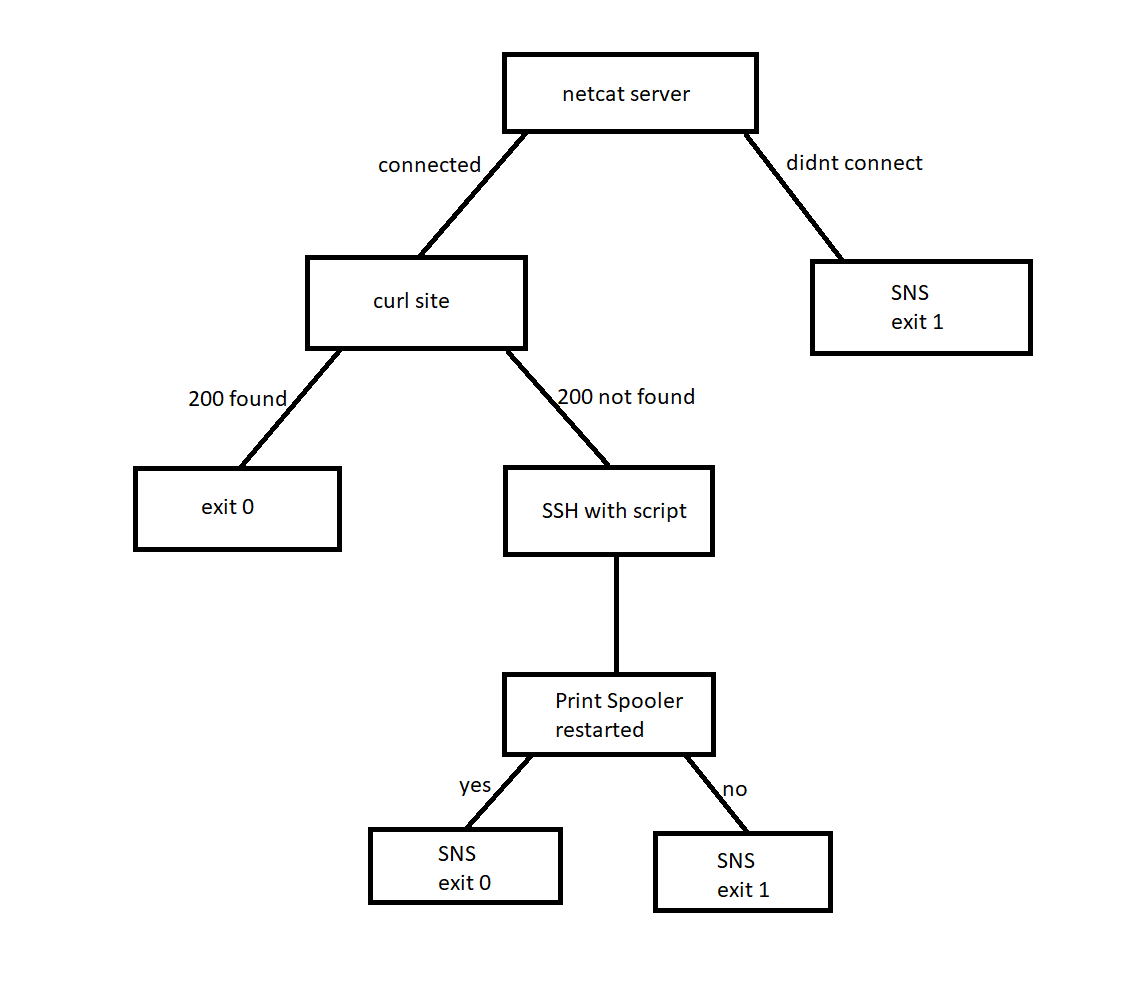 netcat server
connected
didnt connect
curl site
SNS
exit 1
200 found
200 not found
exit 0
SSH with script
Print Spooler
restarted
yes
no
SNS
exit 0
SNS
exit 1